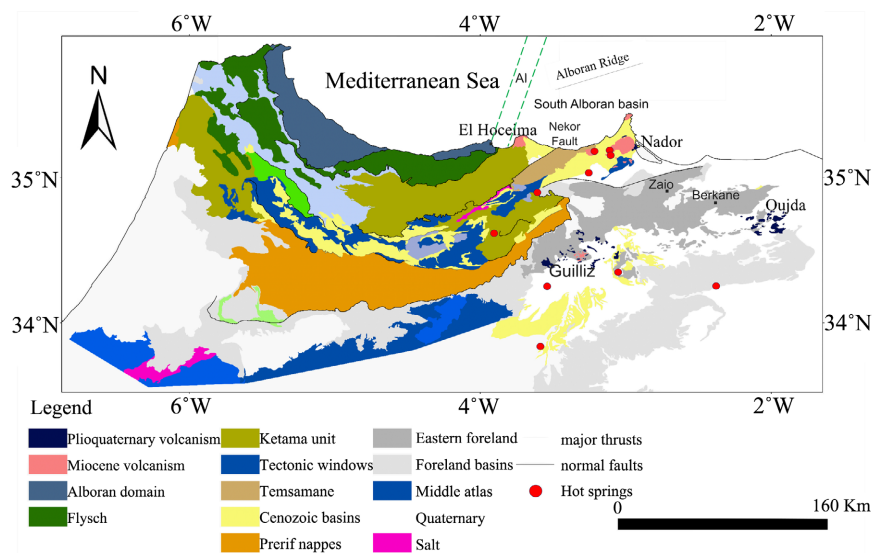 6°W 4°W 2°W
N
Mediterranean Sea
Al
Alboran Ridge
South Alboran basin
El Hoceima
Nekor
Fault
Nador
35°N
35°N
Zaio
Berkane
Oujda
Guilliz
34°N
34°N
6°W 4°W 2°W
Legend
Plioquaternary volcanism
Miocene volcanism
Alboran domain
Flysch
Ketama unit
Tectonic windows
Temsamane
Cenozoic basins
Prerif nappes
Eastern foreland
Foreland basins
Middle atlas
Quaternary
Salt
major thrusts
normal faults
Hot springs
0 160 Km